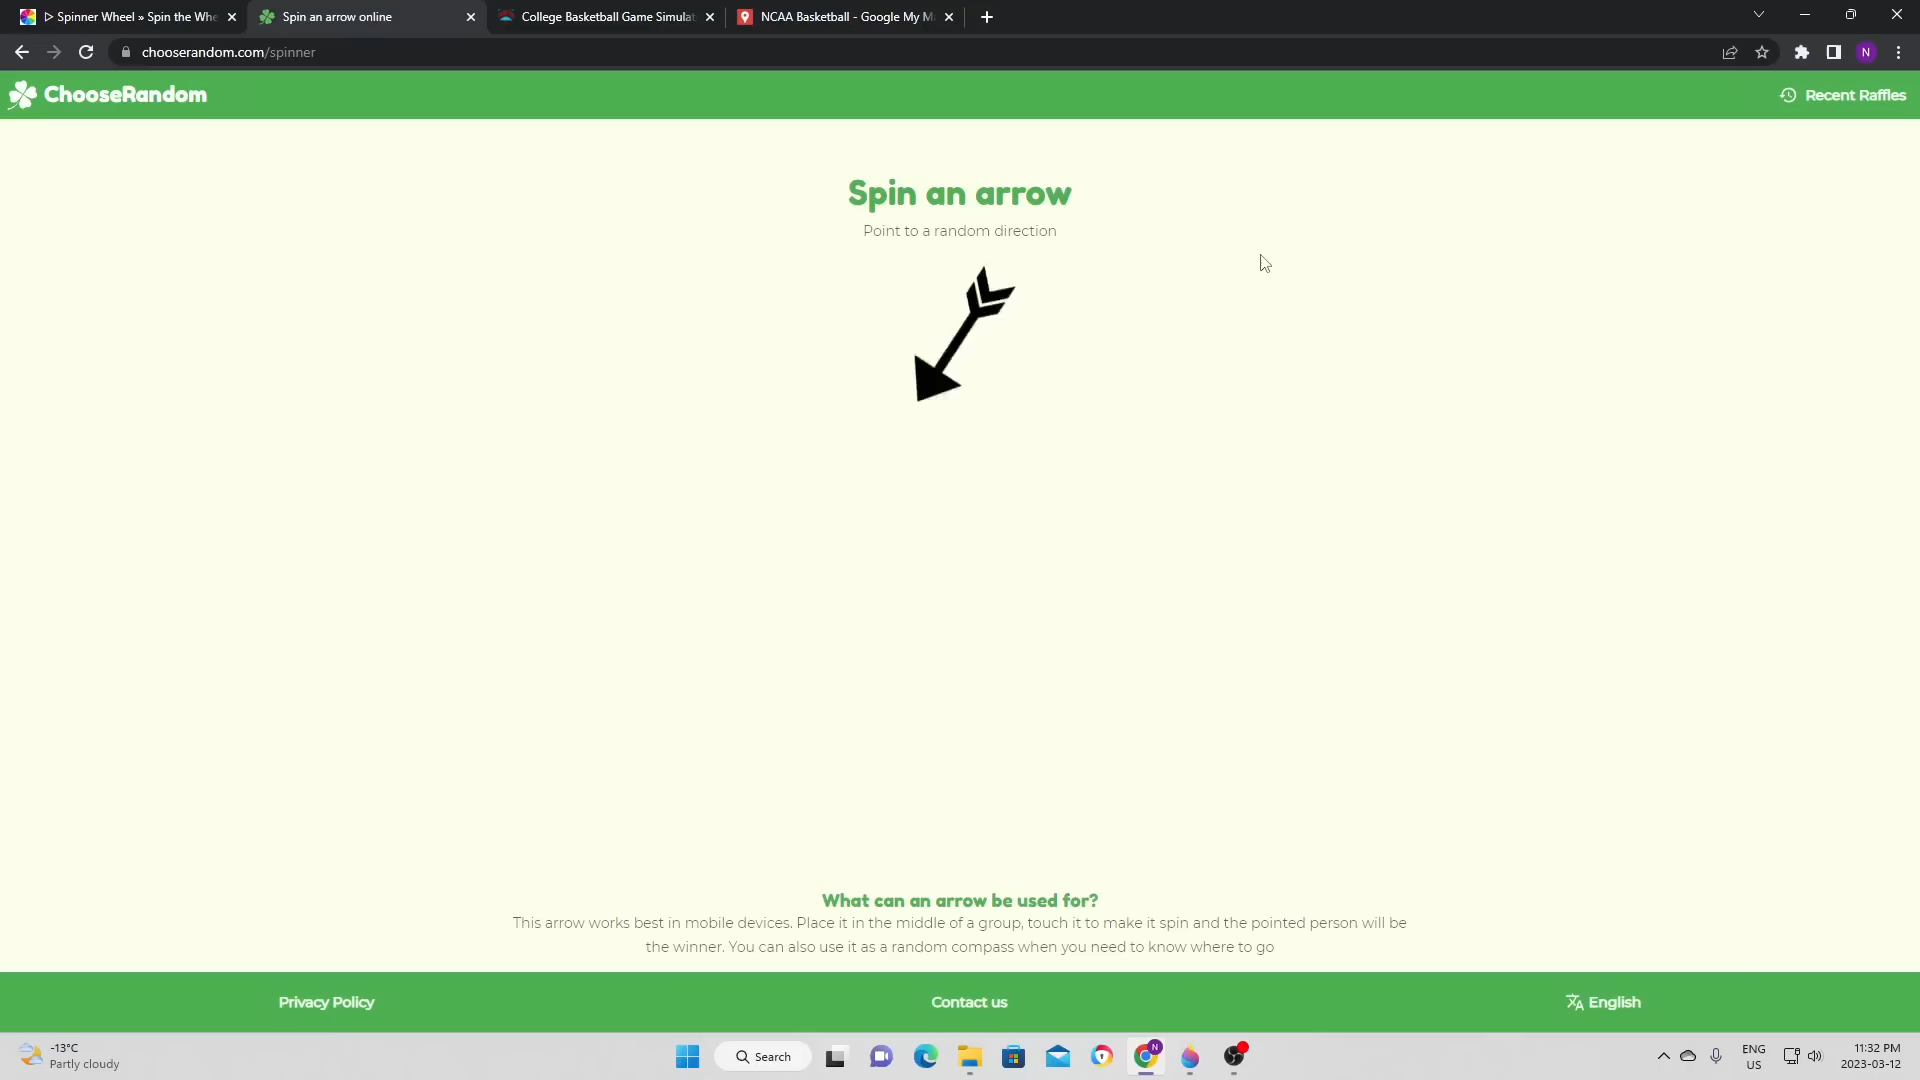 ▷ Spinner Wheel » Spin the Whe
Spin an arrow online
College Basketball Game Simulat
NCAA Basketball - Google My M
chooserandom.com/spinner
N
ChooseRandom
Recent Raffles
Spin an arrow
Point to a random direction
What can an arrow be used for?
This arrow works best in mobile devices. Place it in the middle of a group, touch it to make it spin and the pointed person will be
the winner. You can also use it as a random compass when you need to know where to go
Privacy Policy
Contact us
English
-13°C
Partly cloudy
Search
N
ENG
US
11:32 PM
2023-03-12